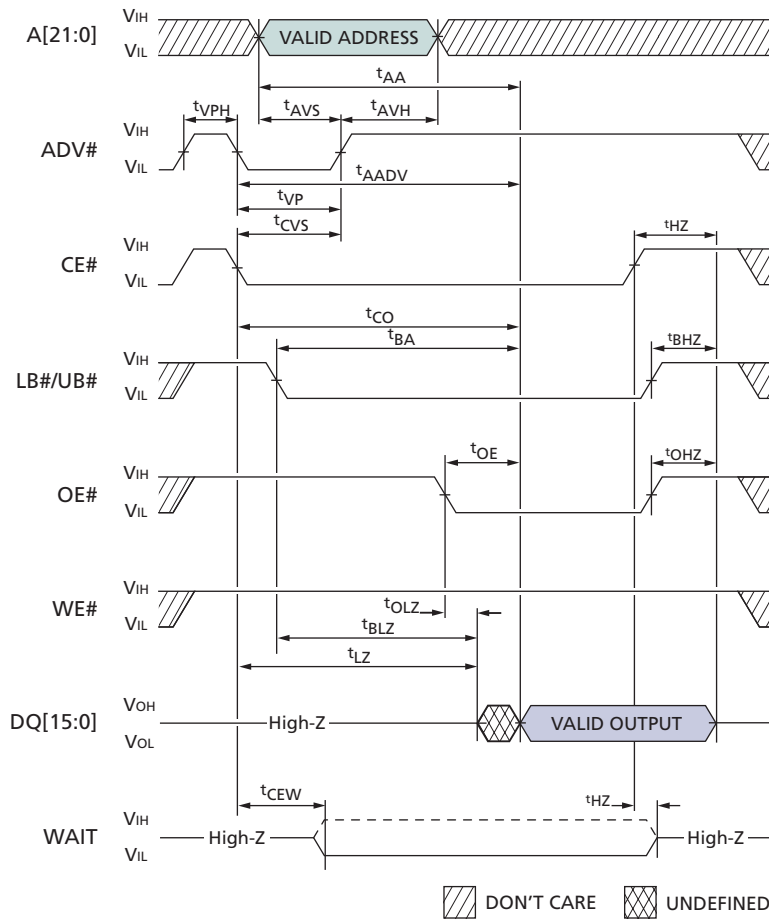 A[21:0]
VIH
VIL
VALID ADDRESS
tAA
tVPH
tAVS
tAVH
ADV#
VIH
VIL
tAADV
tVP
tCVS
CE#
VIH
VIL
tHZ
tCO
tBA
tBHZ
LB#/UB#
VIH
VIL
tOE
tOHZ
OE#
VIH
VIL
WE#
VIH
VIL
tOLZ
tBLZ
tLZ
DQ[15:0]
VOH
VOL
High-Z
VALID OUTPUT
tCEW
tHZ
WAIT
VIH
VIL
High-Z
High-Z
DON'T CARE
UNDEFINED